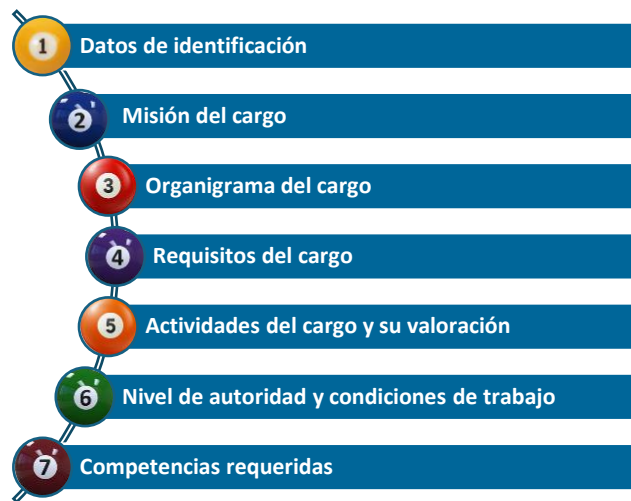 1 Datos de identificación
2 Misión del cargo
3 Organigrama del cargo
4 Requisitos del cargo
5 Actividades del cargo y su valoración
6 Nivel de autoridad y condiciones de trabajo
7 Competencias requeridas